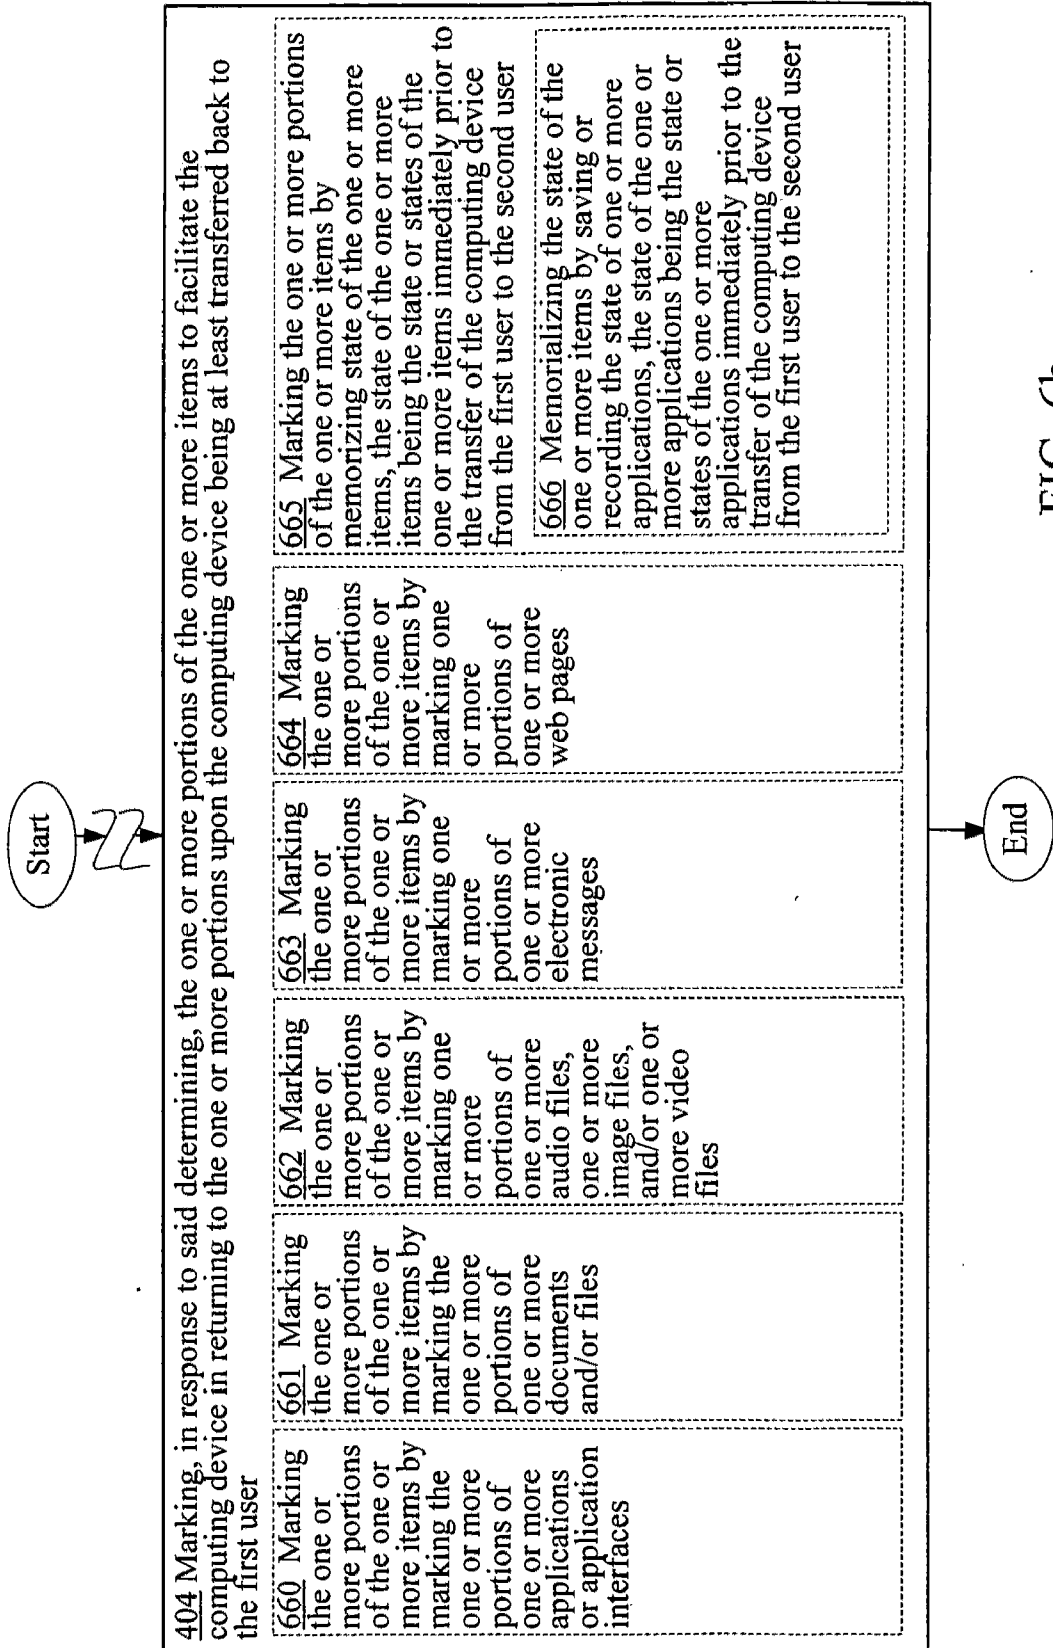 Start
404 Marking, in response to said determining, the one or more portions of the one or more items to facilitate the
computing device in returning to the one or more portions upon the computing device being at least transferred back to
the first user
660 Marking
the one or
more portions
of the one or
more items by
marking the
one or more
portions of
one or more
applications
or application
interfaces
661 Marking
the one or
more portions
of the one or
more items by
marking the
one or more
portions of
one or more
documents
and/or files
662 Marking
the one or
more portions
of the one or
more items by
marking one
or more
portions of
one or more
audio files,
one or more
image files,
and/or one or
more video
files
663 Marking
the one or
more portions
of the one or
more items by
marking one
or more
portions of
one or more
electronic
messages
664 Marking
the one or
more portions
of the one or
more items by
marking one
or more
portions of
one or more
web pages
665 Marking the one or more portions
of the one or more items by
memorizing state of the one or more
items, the state of the one or more
items being the state or states of the
one or more items immediately prior to
the transfer of the computing device
from the first user to the second user
666 Memorializing the state of the
one or more items by saving or
recording the state of one or more
applications, the state of the one or
more applications being the state or
states of the one or more
applications immediately prior to the
transfer of the computing device
from the first user to the second user
End